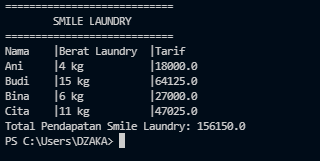 ============================
SMILE LAUNDRY
============================
Nama |Berat Laundry |Tarif
Ani |4 kg |18000.0
Budi |15 kg |64125.0
Bina |6 kg |27000.0
Cita |11 kg |47025.0
Total Pendapatan Smile Laundry: 156150.0
PS C:\Users\DZAKA>